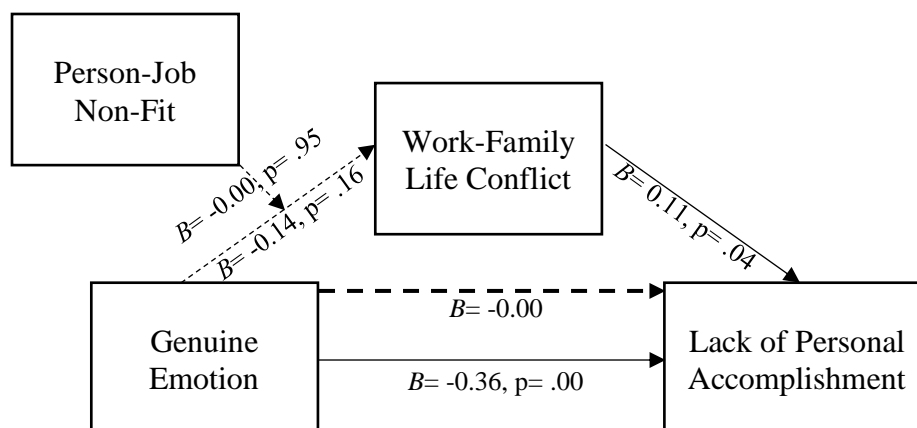 Person-Job
Non-Fit
Work-Family
Life Conflict
B= -0.00, p= .95
B= -0.14, p= .16
B= 0.11, p= .04
B= -0.00
Genuine
Emotion
B= -0.36, p= .00
Lack of Personal
Accomplishment